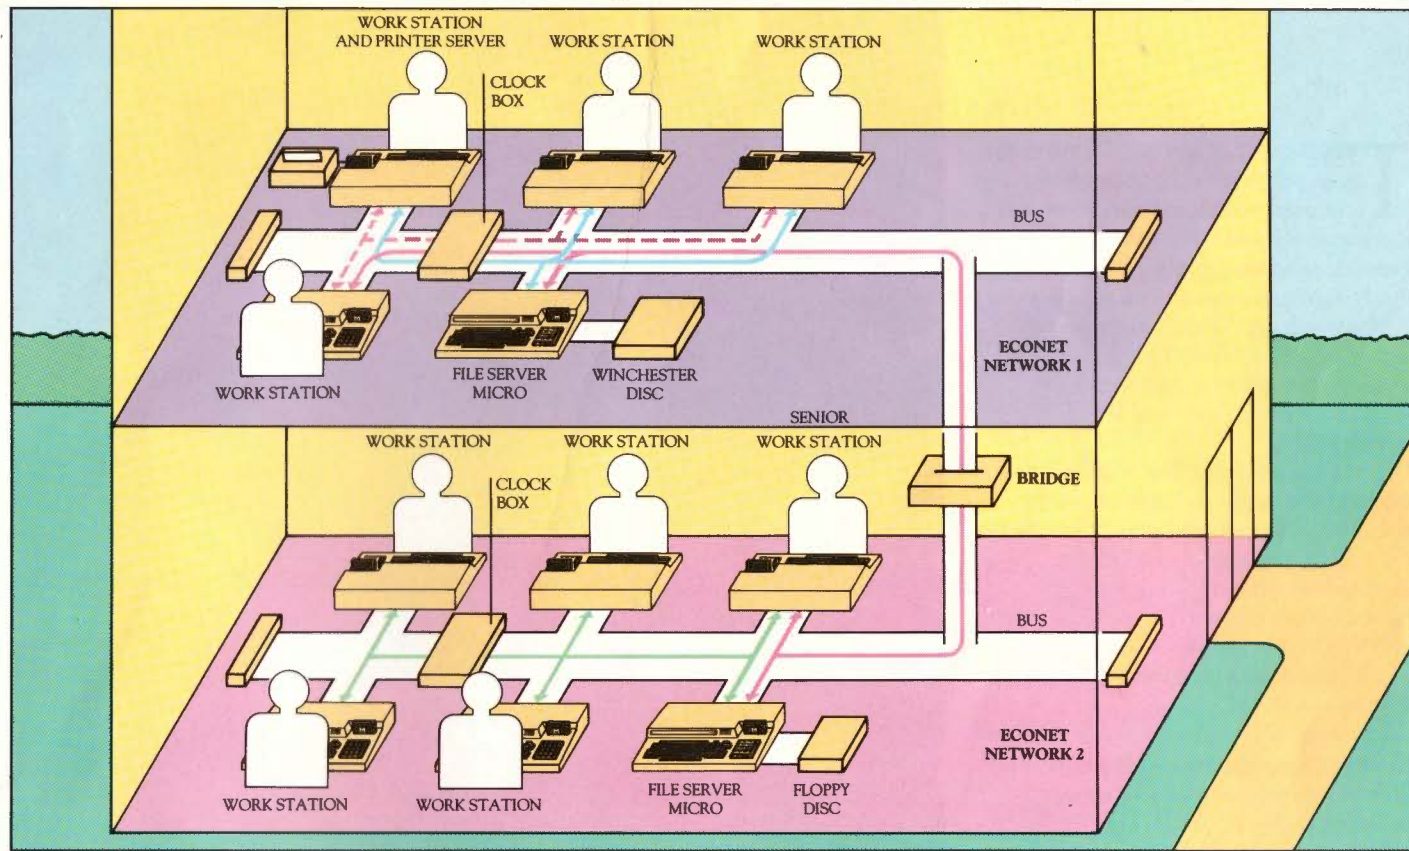 WORK STATION
AND PRINTER SERVER
WORK STATION
WORK STATION
CLOCK
BOX
BUS
WORK STATION
FILE SERVER
MICRO
WINCHESTER
DISC
ECONET
NETWORK 1
WORK STATION
WORK STATION
SENIOR
WORK STATION
CLOCK
BOX
BRIDGE
BUS
WORK STATION
WORK STATION
FILE SERVER
MICRO
FLOPPY
DISC
ECONET
NETWORK 2